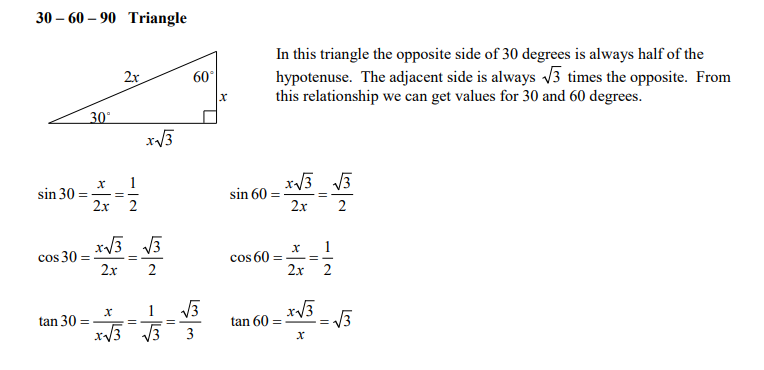 30 – 60 – 90 Triangle
In this triangle the opposite side of 30 degrees is always half of the
hypotenuse. The adjacent side is always √3 times the opposite. From
this relationship we can get values for 30 and 60 degrees.
2x
60°
x
30°
x√3
sin 30 = x/2x = 1/2
sin 60 = x√3/2x = √3/2
cos 30 = x√3/2x = √3/2
cos 60 = x/2x = 1/2
tan 30 = x/x√3 = 1/√3 = √3/3
tan 60 = x√3/x = √3